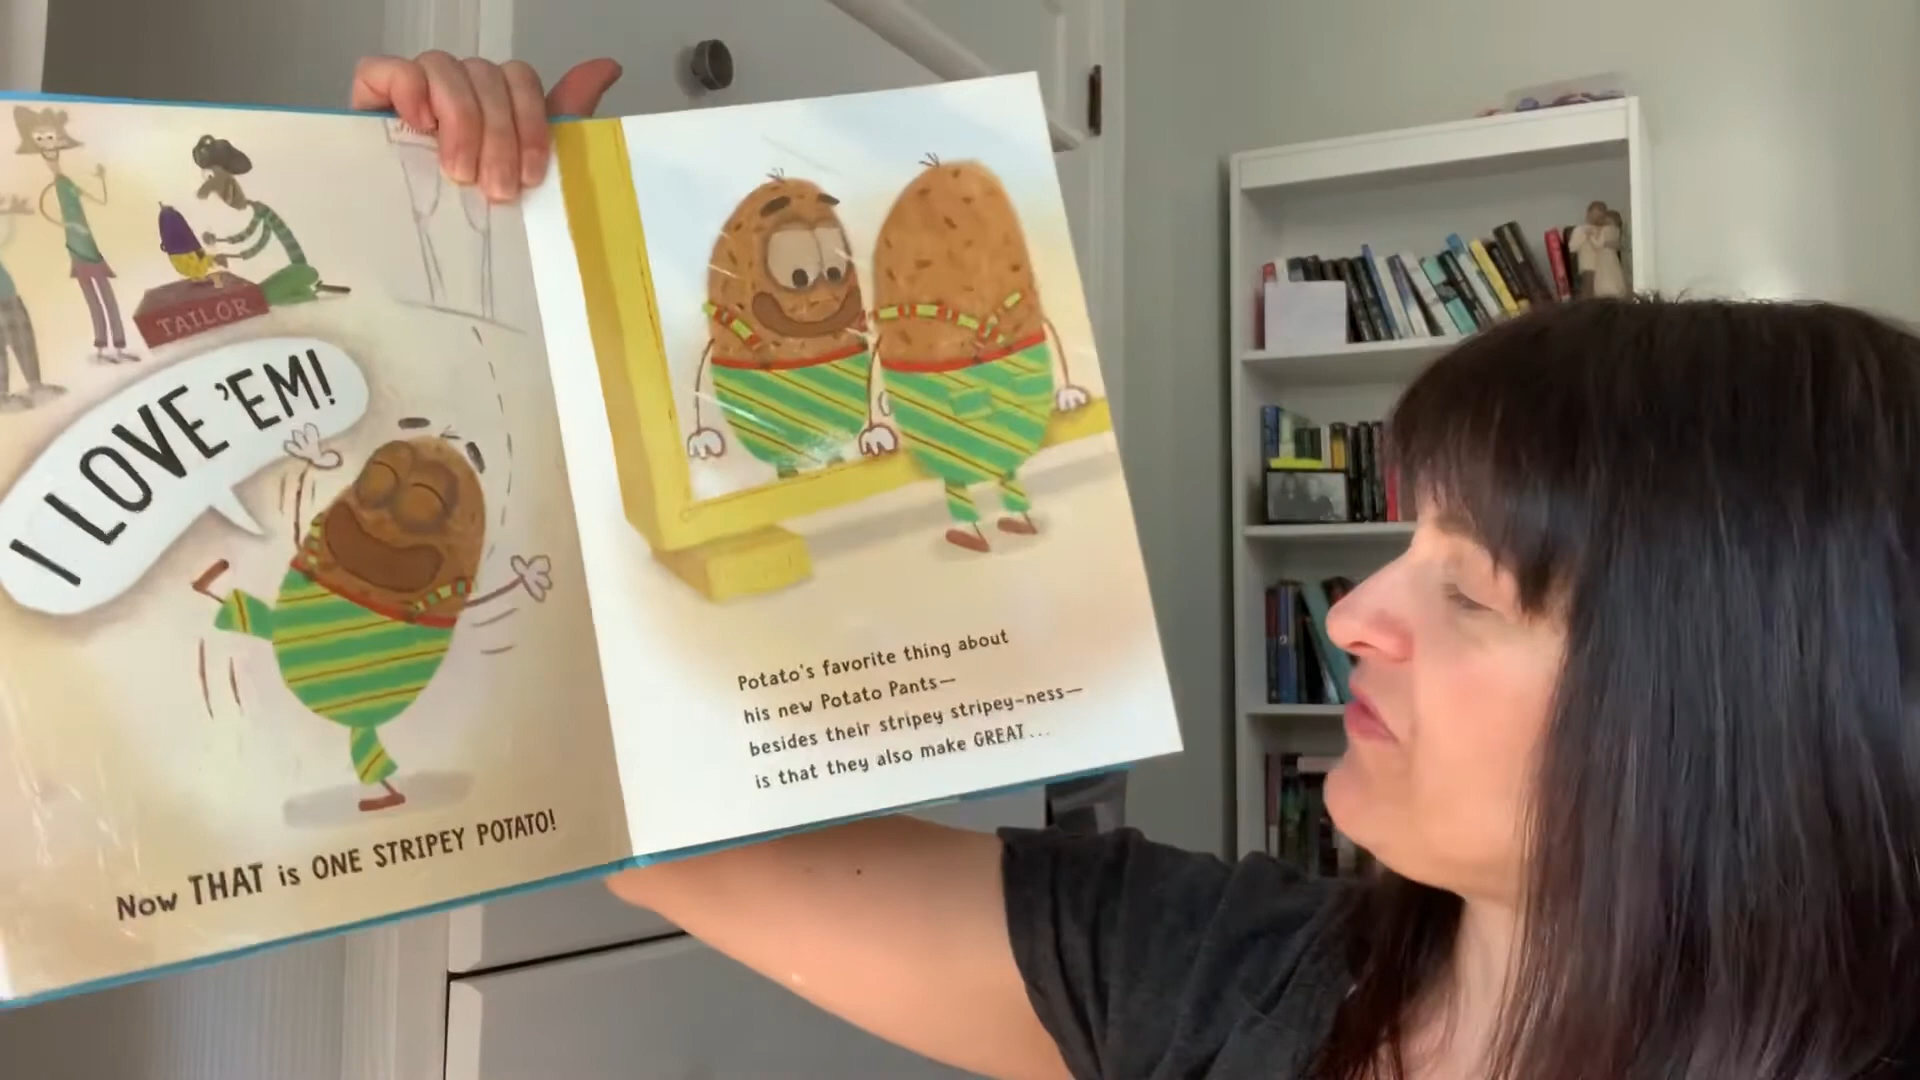 TAILOR
I LOVE 'EM!
Now THAT is ONE STRIPEY POTATO!
Potato's favorite thing about
his new Potato Pants—
besides their stripey stripey-ness—
is that they also make GREAT...